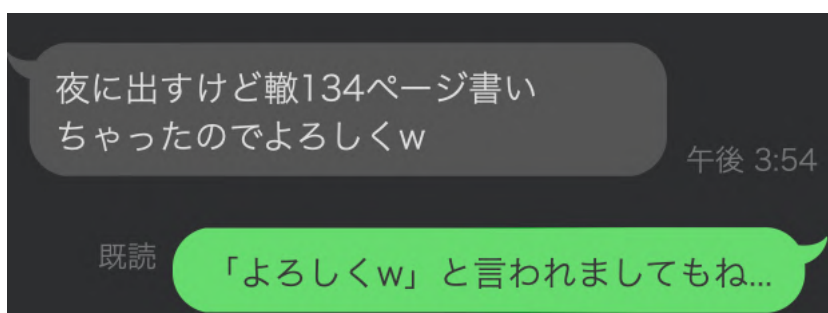 夜に出すけど轍134ページ書い
ちゃったのでよろしくw
午後 3:54
既読
「よろしくw」と言われましてもね...